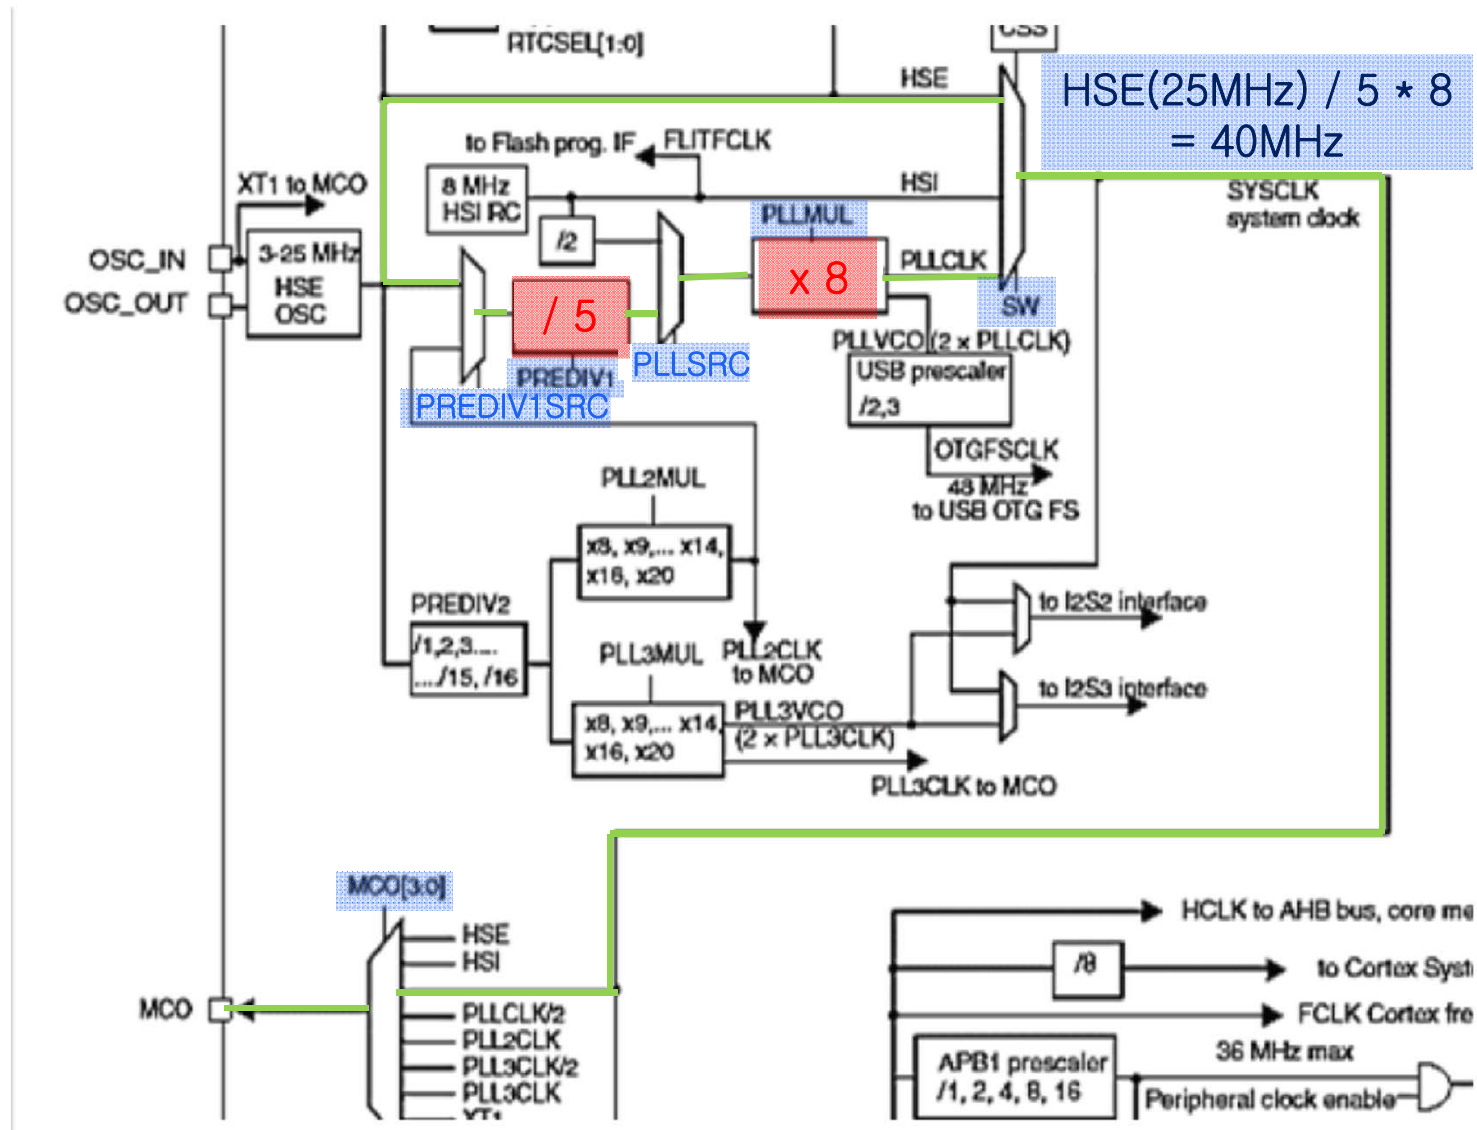 RTCSEL[1:0]
CSS
HSE
HSE(25MHz) / 5 * 8
= 40MHz
to Flash prog. IF
FLITFCLK
XT1 to MCO
8 MHz
HSI RC
HSI
SYSCLK
system clock
/2
PLLMUL
OSC_IN
3-25 MHz
HSE
OSC
OSC_OUT
/ 5
x 8
PLLCLK
SW
PLLVCO (2 x PLLCLK)
PLLSRC
PREDIV1
PREDIV1SRC
USB prescaler
/2,3
OTGFSCLK
48 MHz
to USB OTG FS
PLL2MUL
x8, x9,... x14,
x16, x20
PREDIV2
/1,2,3....
..../15, /16
to I2S2 interface
PLL3MUL
PLL2CLK
to MCO
to I2S3 interface
PLL3VCO
(2 x PLL3CLK)
x8, x9,... x14,
x16, x20
PLL3CLK to MCO
MCO[3:0]
HSE
HSI
MCO
PLLCLK/2
PLL2CLK
PLL3CLK/2
PLL3CLK
XT1
HCLK to AHB bus, core me
/8
to Cortex Syst
FCLK Cortex fre
36 MHz max
APB1 prescaler
/1, 2, 4, 8, 16
Peripheral clock enable